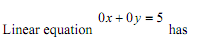 Linear equation 0x + 0y = 5 has